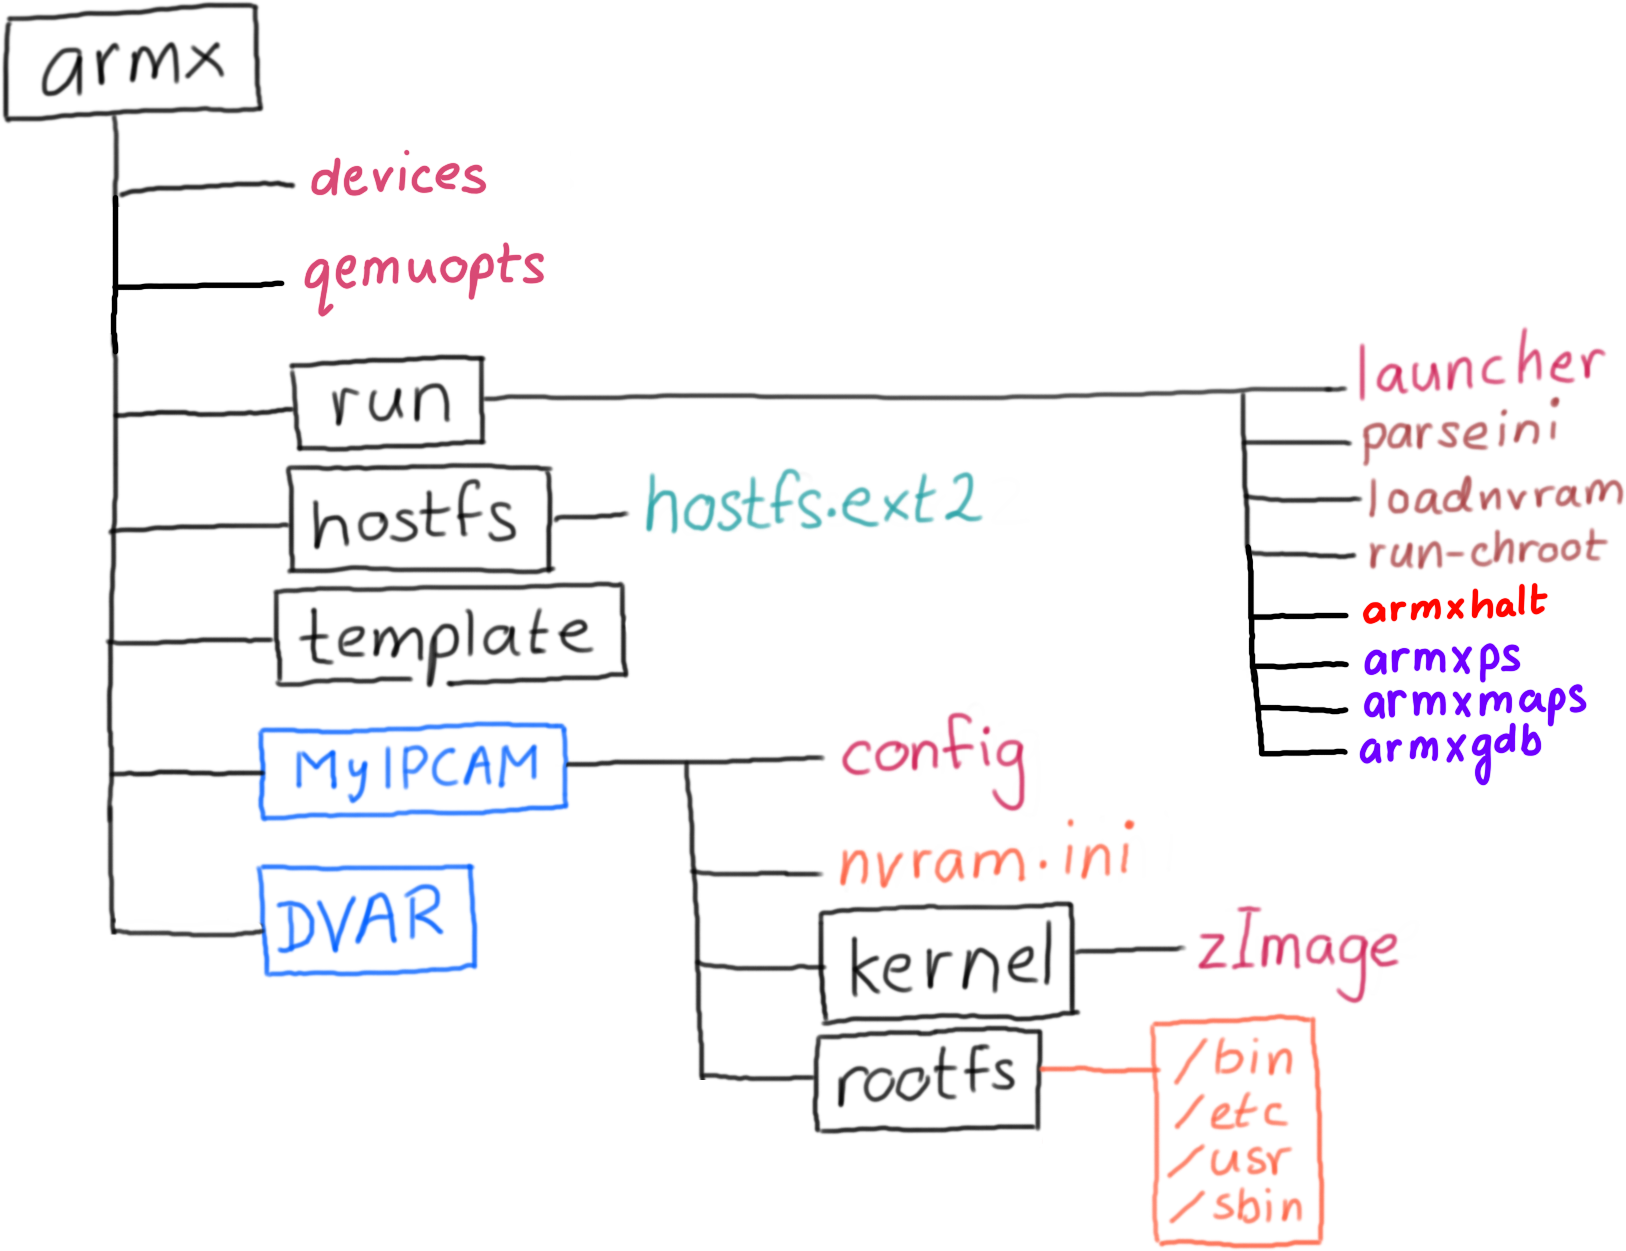 armx
devices
qemuopts
run
launcher
parseini
loadnvram
run-chroot
armxhalt
armxps
armxmaps
armxgdb
hostfs
hostfs.ext2
template
MyIPCAM
config
nvram.ini
kernel
zImage
rootfs
/bin
/etc
/usr
/sbin
DVAR